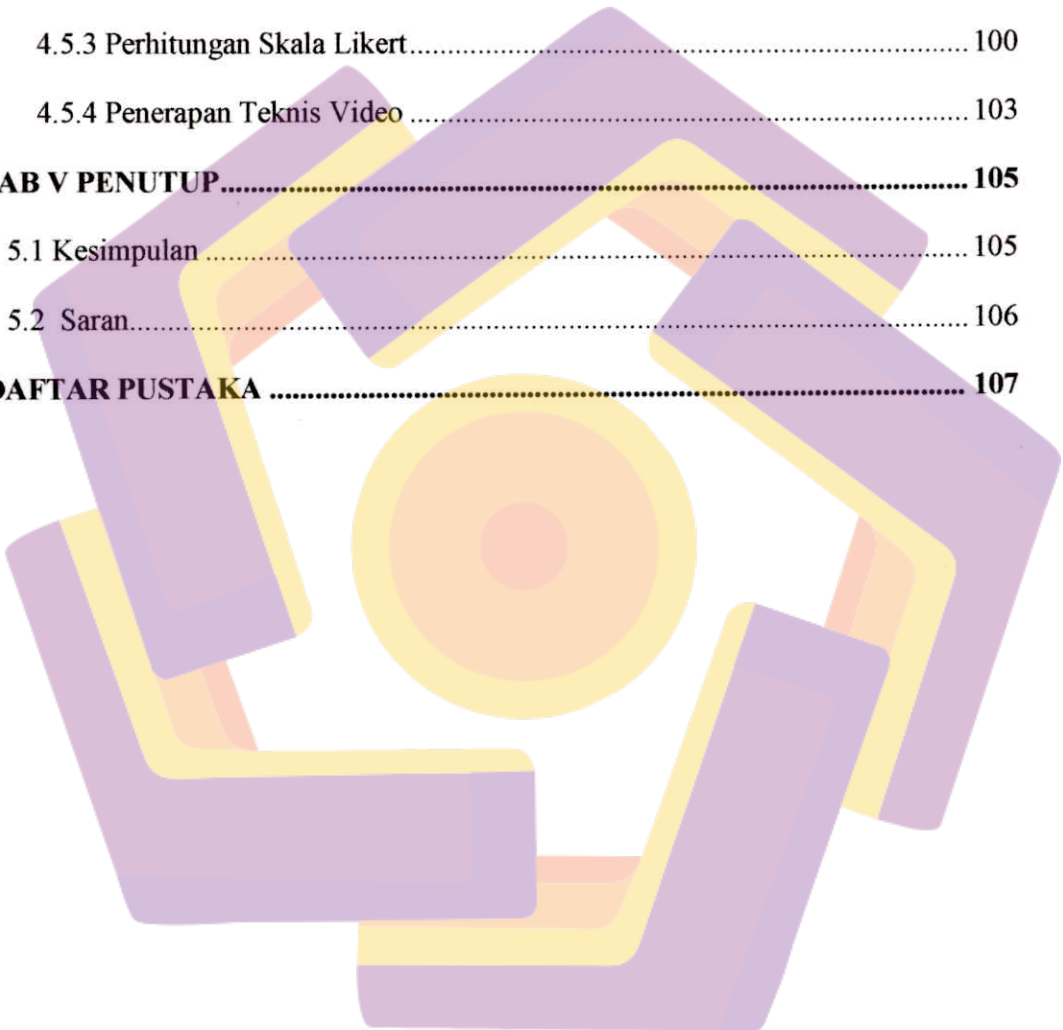 4.5.3 Perhitungan Skala Likert........................................................................ 100
4.5.4 Penerapan Teknis Video ........................................................................ 103
AB V PENUTUP................................................................................ 105
5.1 Kesimpulan ................................................................................ 105
5.2 Saran................................................................................ 106
DAFTAR PUSTAKA ................................................................................ 107